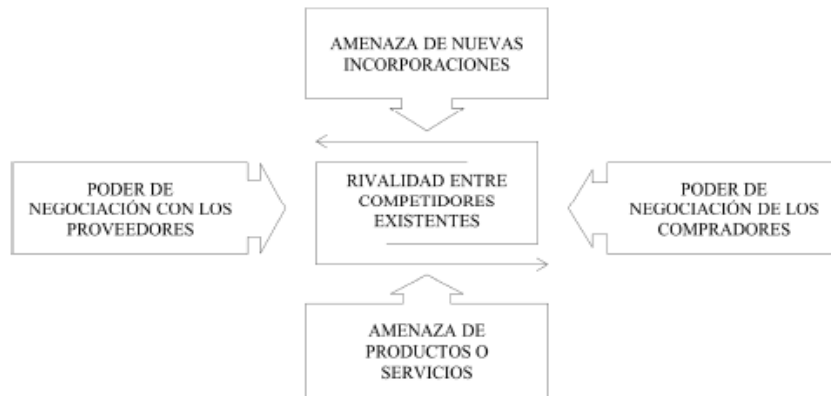 AMENAZA DE NUEVAS
INCORPORACIONES
PODER DE
NEGOCIACIÓN CON LOS
PROVEEDORES
RIVALIDAD ENTRE
COMPETIDORES
EXISTENTES
PODER DE
NEGOCIACIÓN DE LOS
COMPRADORES
AMENAZA DE
PRODUCTOS O
SERVICIOS